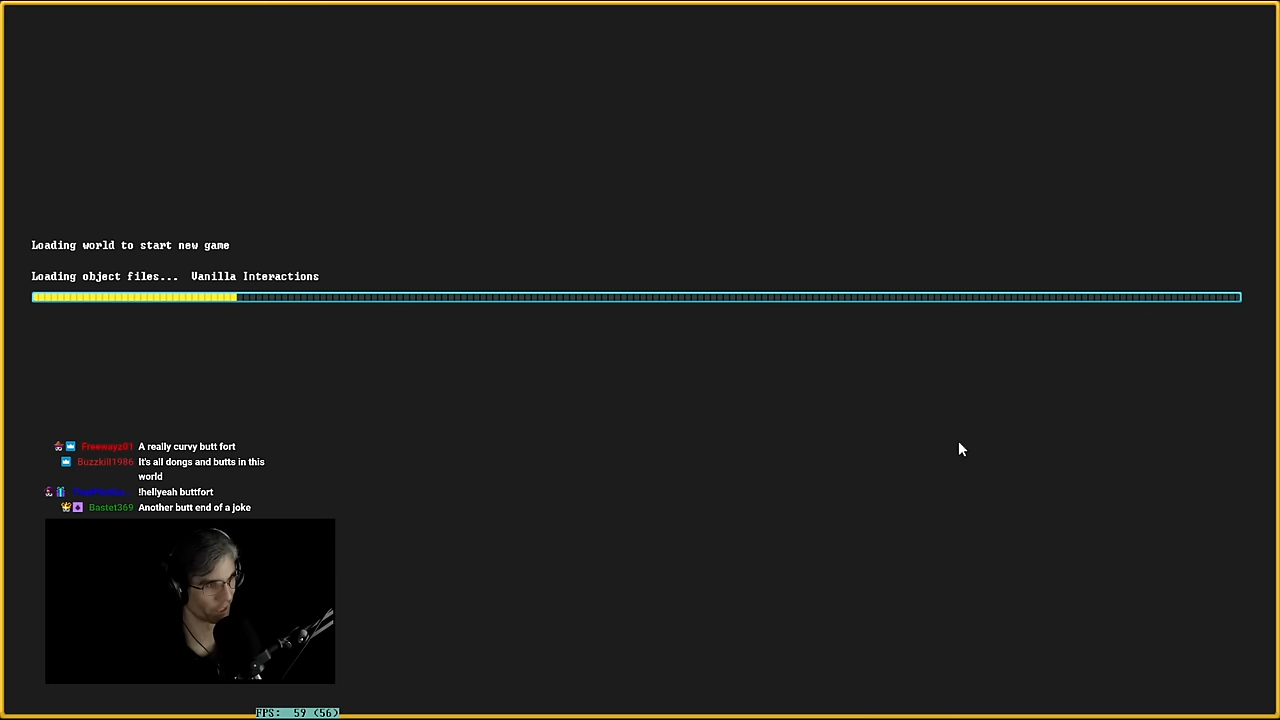 Loading world to start new game
Loading object files...  Vanilla Interactions
Freewayz01 A really curvy butt fort
Buzzkill1986 It's all dongs and butts in this
world
!hellyeah buttfort
Bastet369 Another butt end of a joke
FPS:  59 (56)